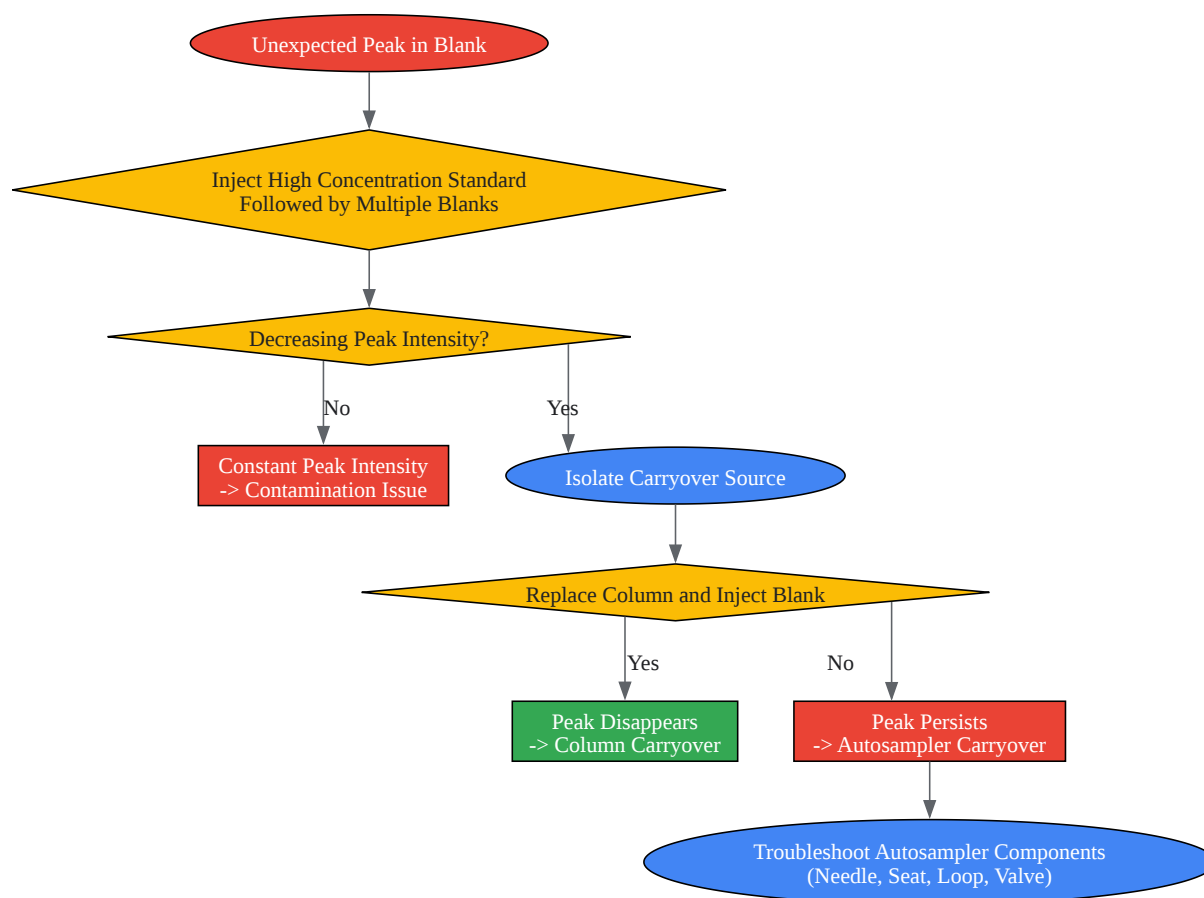 Unexpected Peak in Blank
Inject High Concentration Standard
Followed by Multiple Blanks
Decreasing Peak Intensity?
No
Yes
Constant Peak Intensity
-> Contamination Issue
Isolate Carryover Source
Replace Column and Inject Blank
Yes
No
Peak Disappears
-> Column Carryover
Peak Persists
-> Autosampler Carryover
Troubleshoot Autosampler Components
(Needle, Seat, Loop, Valve)